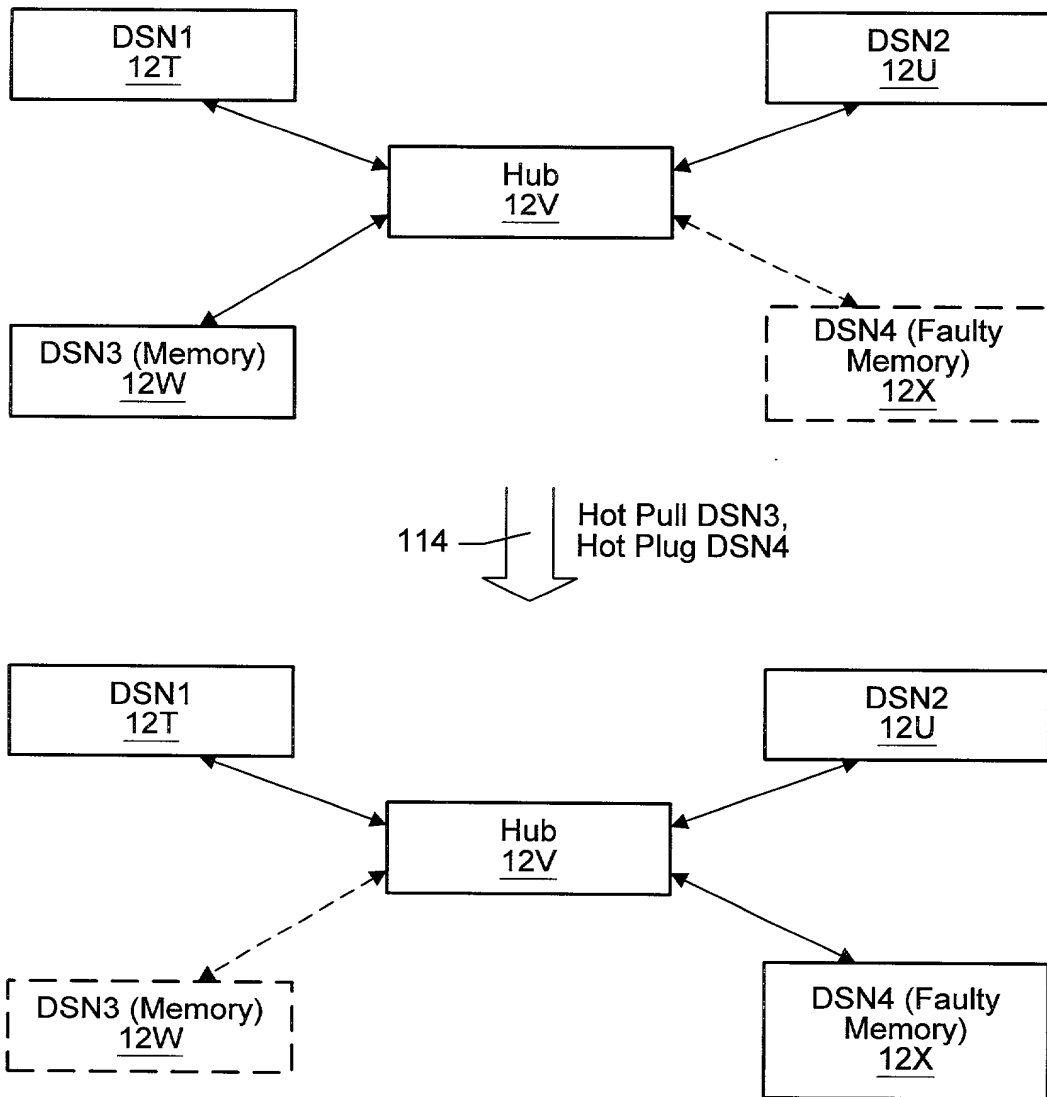 DSN1
12T
DSN2
12U
Hub
12V
DSN3 (Memory)
12W
DSN4 (Faulty
Memory)
12X
114
Hot Pull DSN3,
Hot Plug DSN4
DSN1
12T
DSN2
12U
Hub
12V
DSN3 (Memory)
12W
DSN4 (Faulty
Memory)
12X